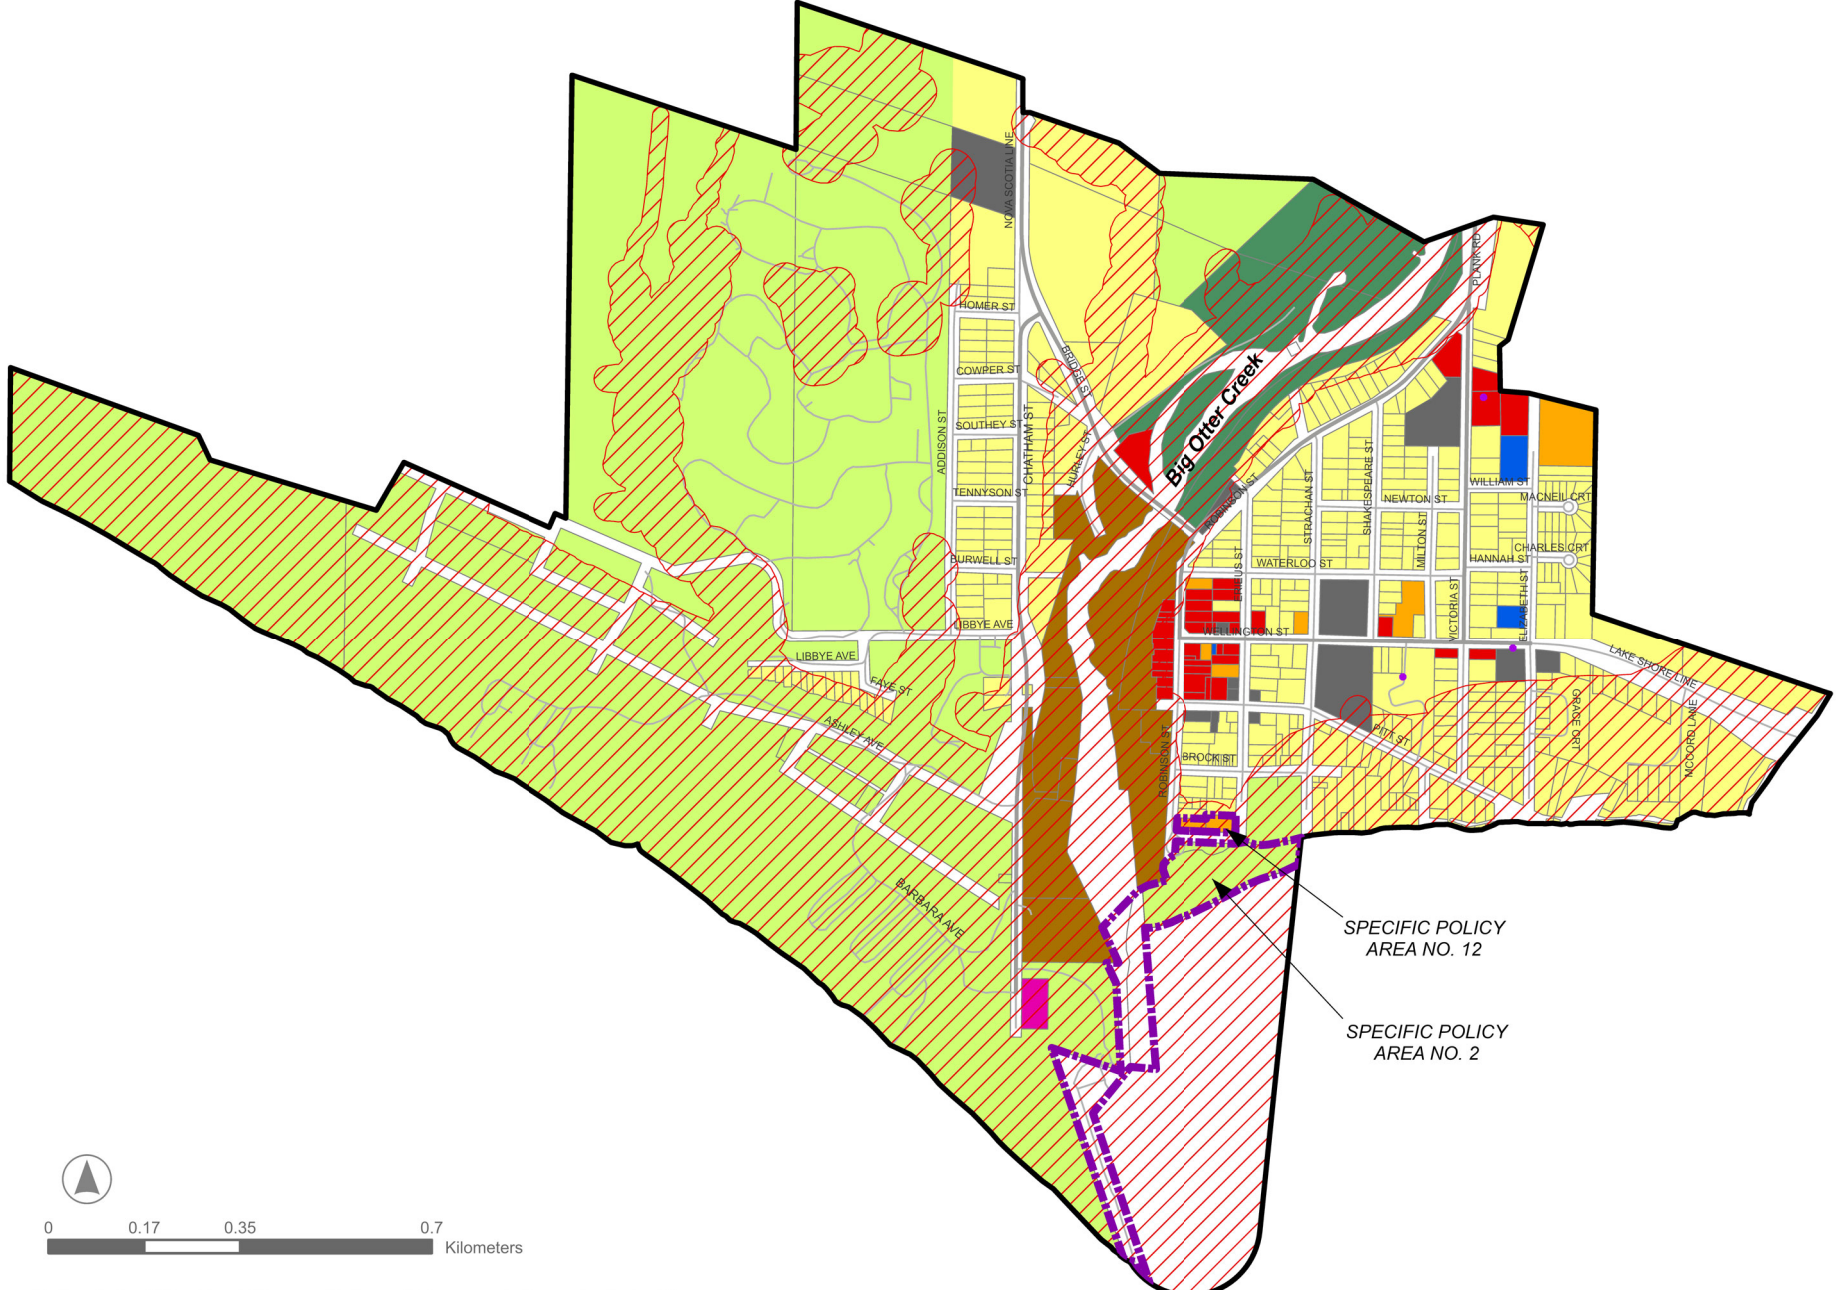 NOVA SCOTIA LINE
PLANK RD
HOMER ST
BRIDGE ST
COWPER ST
ADDISON ST
SOUTHEY ST
CHATHAM ST
HURLEY ST
TENNYSON ST
BURWELL ST
LIBBYE AVE
LIBBYE AVE
FAYE ST
ASHLEY AVE
BARBARA AVE
Big Otter Creek
ROBINSON ST
STRACHAN ST
SHAKESPEARE ST
NEWTON ST
MILTON ST
WILLIAM ST
MACNEIL CRT
CHARLES CRT
HANNAH ST
WATERLOO ST
ERIEUS ST
VICTORIA ST
ELIZABETH ST
WELLINGTON ST
LAKE SHORE LINE
GRACE CRT
MCCORD LANE
PITT ST
BROCK ST
ROBINSON ST
SPECIFIC POLICY
AREA NO. 12
SPECIFIC POLICY
AREA NO. 2
0 0.17 0.35 0.7
Kilometers